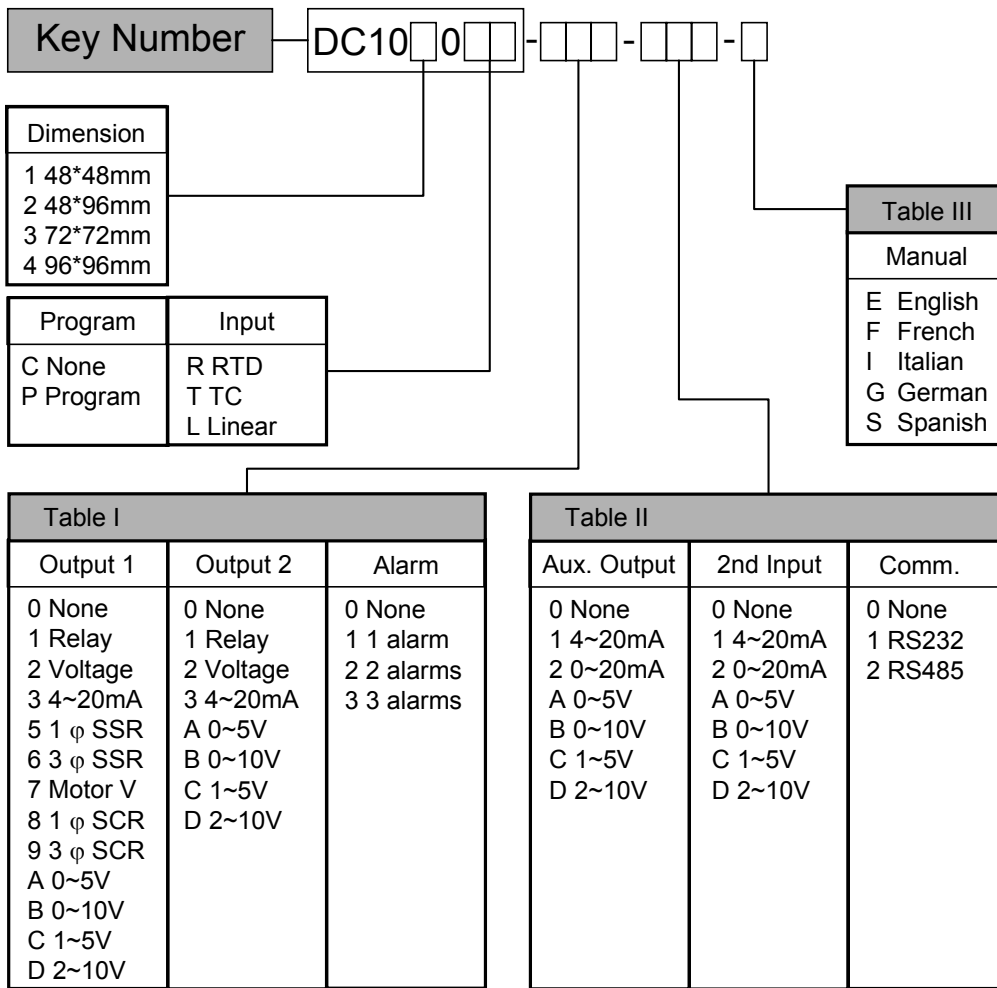 Key Number DC10 0 - - -
Dimension
1 48*48mm
2 48*96mm
3 72*72mm
4 96*96mm
Program
C None
P Program
Input
R RTD
T TC
L Linear
Table III
Manual
E English
F French
I Italian
G German
S Spanish
Table I
Output 1
0 None
1 Relay
2 Voltage
3 4~20mA
5 1 φ SSR
6 3 φ SSR
7 Motor V
8 1 φ SCR
9 3 φ SCR
A 0~5V
B 0~10V
C 1~5V
D 2~10V
Output 2
0 None
1 Relay
2 Voltage
3 4~20mA
A 0~5V
B 0~10V
C 1~5V
D 2~10V
Alarm
0 None
1 1 alarm
2 2 alarms
3 3 alarms
Table II
Aux. Output
0 None
1 4~20mA
2 0~20mA
A 0~5V
B 0~10V
C 1~5V
D 2~10V
2nd Input
0 None
1 4~20mA
2 0~20mA
A 0~5V
B 0~10V
C 1~5V
D 2~10V
Comm.
0 None
1 RS232
2 RS485